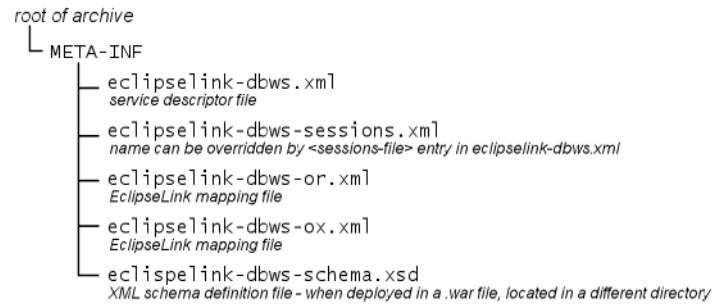 root of archive
META-INF
eclipselink-dbws.xml
service descriptor file
eclipselink-dbws-sessions.xml
name can be overridden by <sessions-file> entry in eclipselink-dbws.xml
eclipselink-dbws-or.xml
EclipseLink mapping file
eclipselink-dbws-ox.xml
EclipseLink mapping file
eclispelink-dbws-schema.xsd
XML schema definition file - when deployed in a .war file, located in a different directory